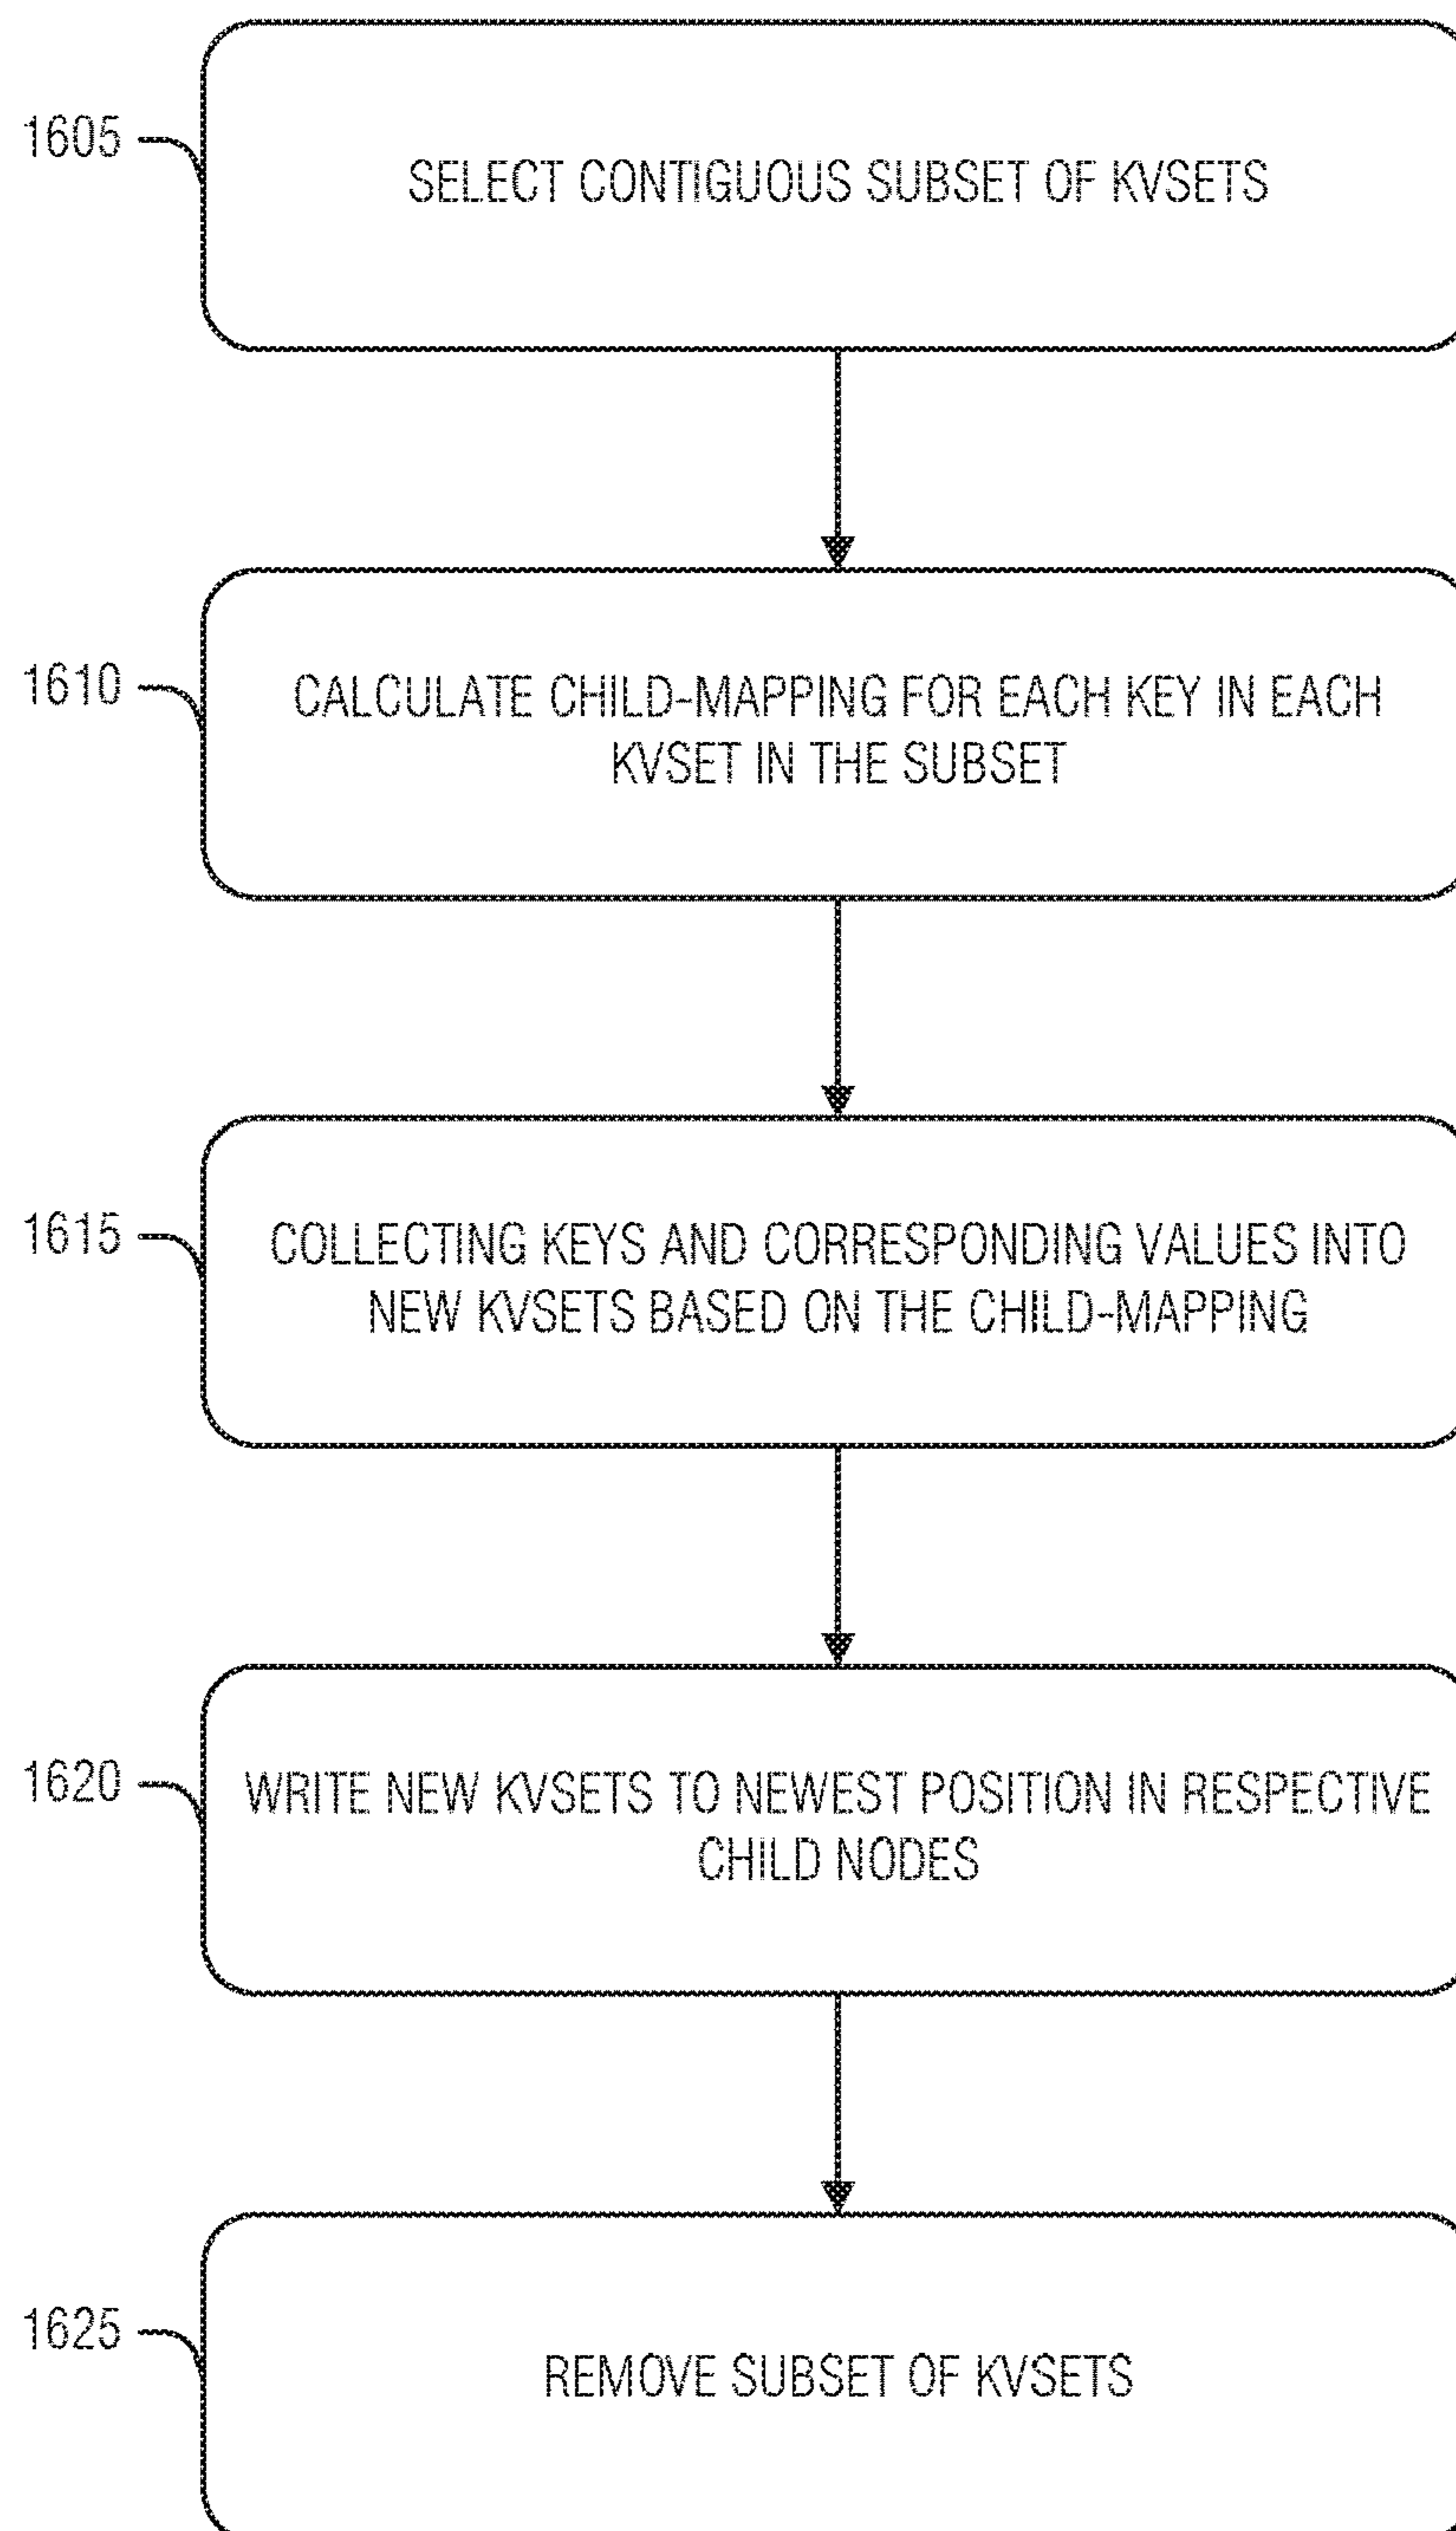 1605
SELECT CONTIGUOUS SUBSET OF KVSETS
1610
CALCULATE CHILD-MAPPING FOR EACH KEY IN EACH
KVSET IN THE SUBSET
1615
COLLECTING KEYS AND CORRESPONDING VALUES INTO
NEW KVSETS BASED ON THE CHILD-MAPPING
1620
WRITE NEW KVSETS TO NEWEST POSITION IN RESPECTIVE
CHILD NODES
1625
REMOVE SUBSET OF KVSETS